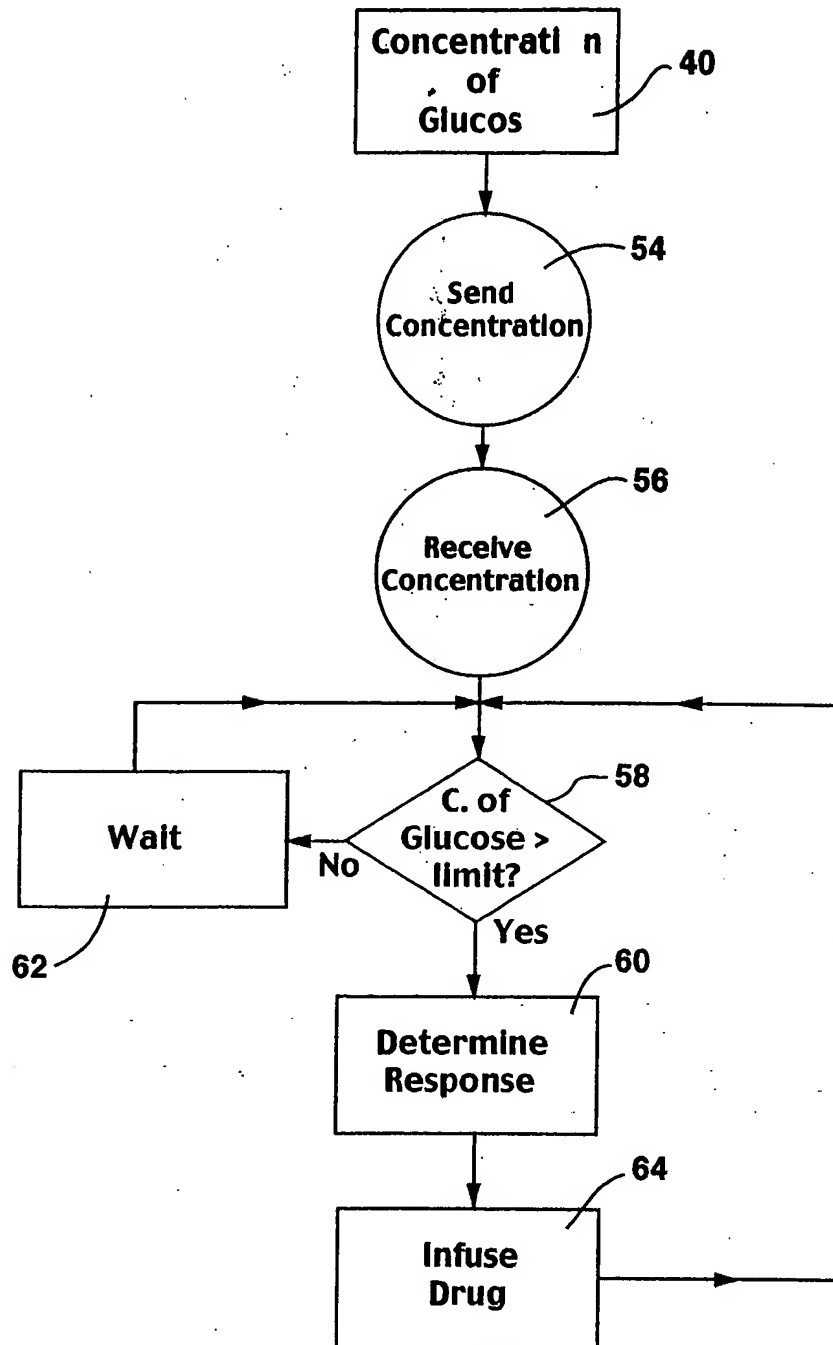 Concentrati n
of
Glucos
40
54
Send
Concentration
56
Receive
Concentration
58
C. of
Glucose >
limit?
Wait
No
Yes
62
60
Determine
Response
64
Infuse
Drug